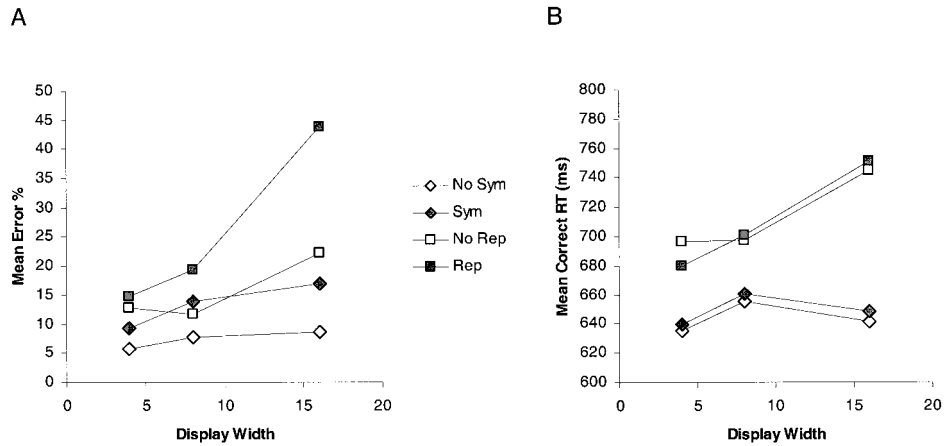 A
50
45
40
35
30
25
20
15
10
5
0
Mean Error %
0 5 10 15 20
Display Width
No Sym
Sym
No Rep
Rep
B
800
780
760
740
720
700
680
660
640
620
600
Mean Correct RT (ms)
0 5 10 15 20
Display Width